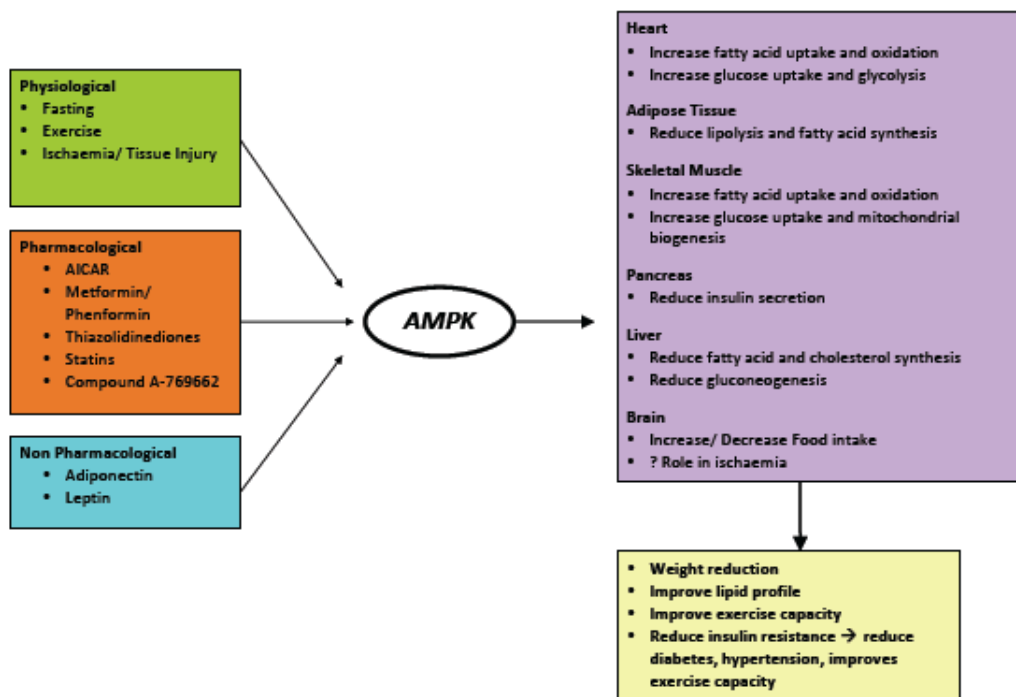 Physiological
▪ Fasting
▪ Exercise
▪ Ischaemia/ Tissue Injury
Pharmacological
• AICAR
• Metformin/
Phenformin
• Thiazolidinediones
• Statins
• Compound A-769662
Non Pharmacological
• Adiponectin
• Leptin
AMPK
Heart
• Increase fatty acid uptake and oxidation
• Increase glucose uptake and glycolysis
Adipose Tissue
• Reduce lipolysis and fatty acid synthesis
Skeletal Muscle
• Increase fatty acid uptake and oxidation
• Increase glucose uptake and mitochondrial
biogenesis
Pancreas
• Reduce insulin secretion
Liver
• Reduce fatty acid and cholesterol synthesis
• Reduce gluconeogenesis
Brain
• Increase/ Decrease Food intake
• ? Role in ischaemia
• Weight reduction
• Improve lipid profile
• Improve exercise capacity
• Reduce insulin resistance → reduce
diabetes, hypertension, improves
exercise capacity